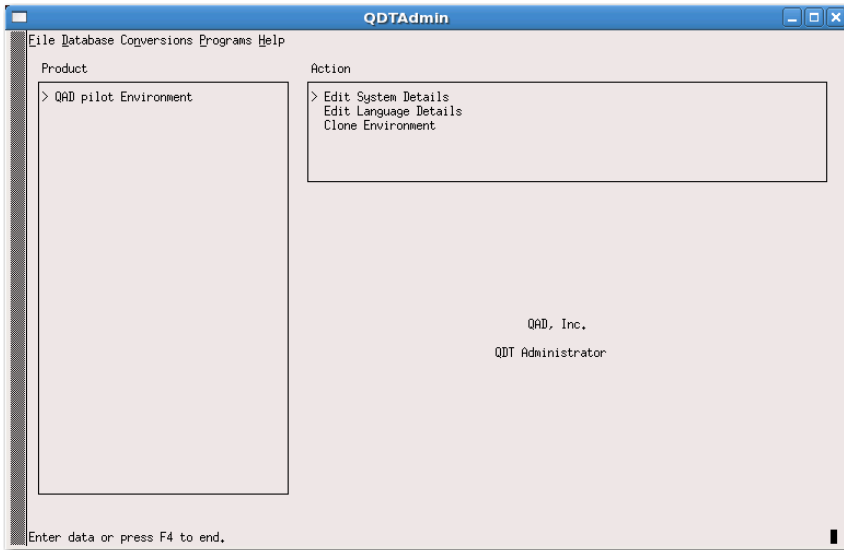 QDTAdmin
File Database Conversions Programs Help
Product
Action
> QAD pilot Environment
> Edit System Details
Edit Language Details
Clone Environment
QAD, Inc.
QDT Administrator
Enter data or press F4 to end.